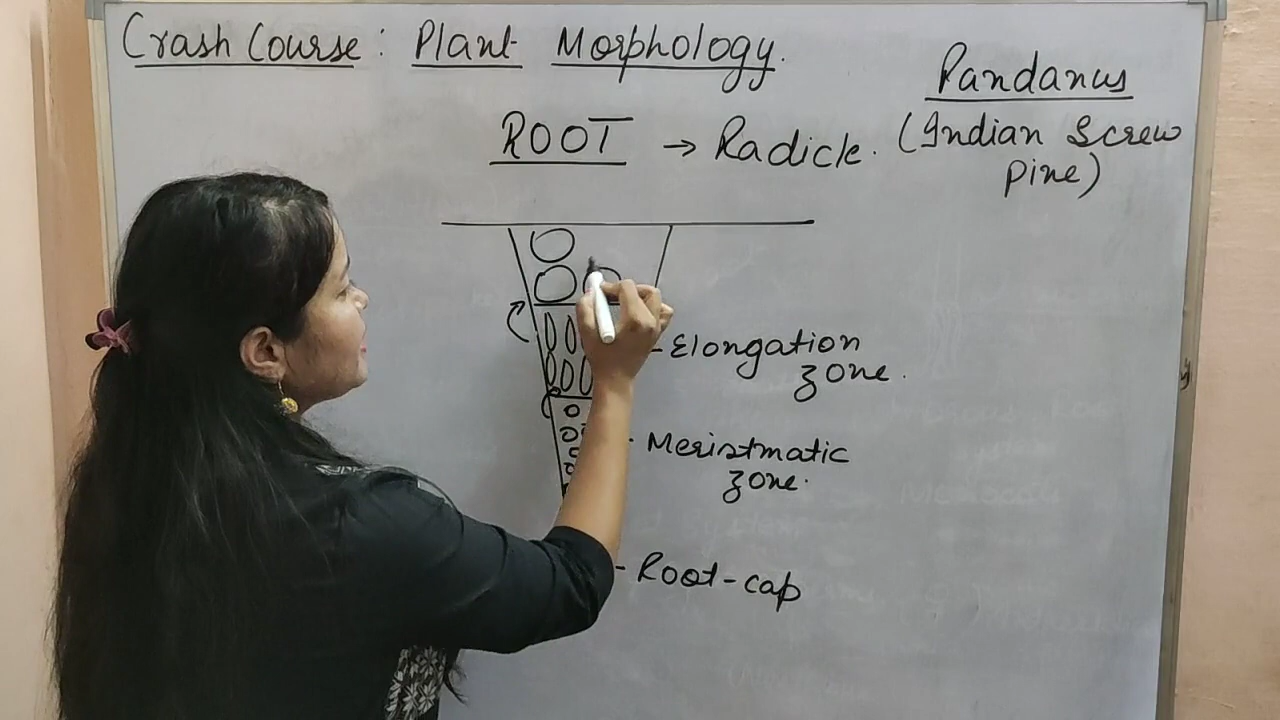 Crash Course: Plant Morphology.
Pandanus
(Indian Screw
pine)
ROOT → Radicle.
-Elongation
zone.
- Meristmatic
zone.
- Root-cap